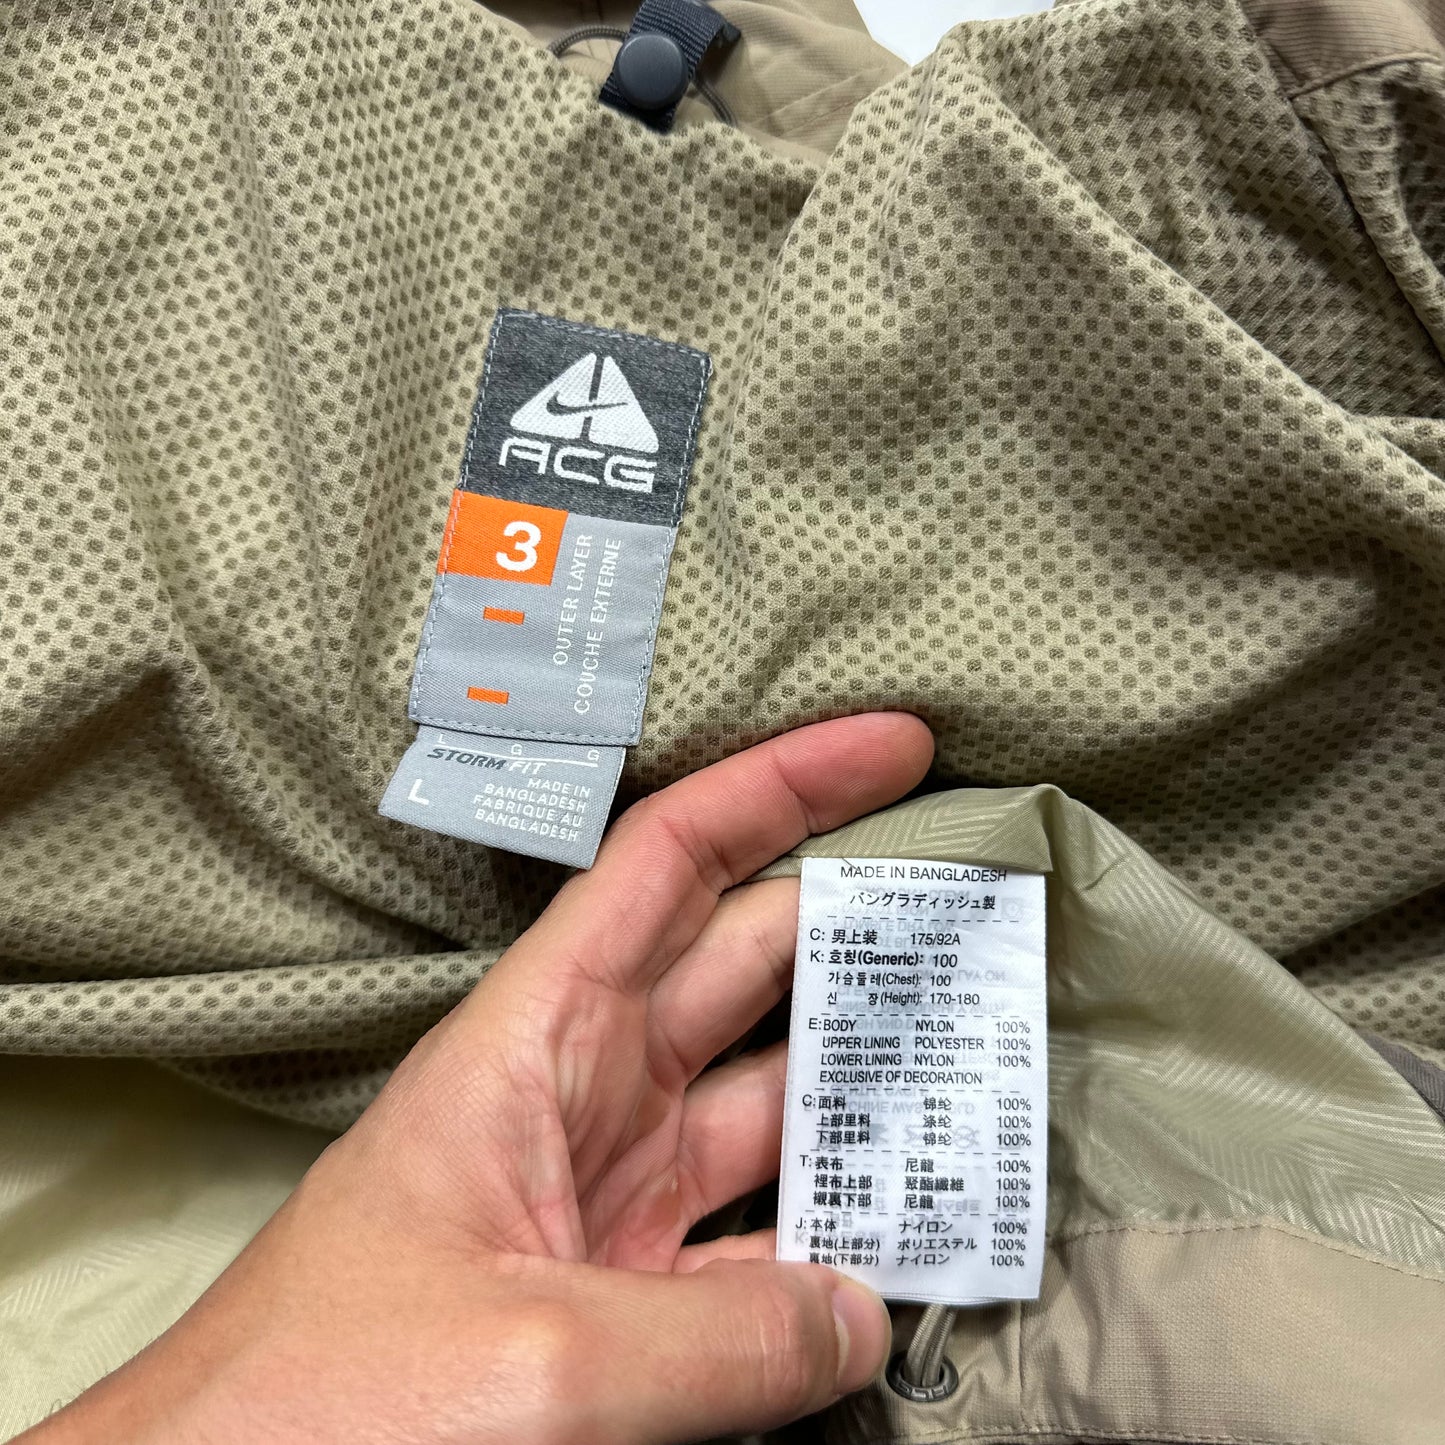 ACG
3
OUTER LAYER
COUCHE EXTERNE
L G G
STORM-FIT
L
MADE IN
BANGLADESH
FABRIQUE AU
BANGLADESH
MADE IN BANGLADESH
バングラディッシュ製
C: 男上装 175/92A
K: 호칭(Generic): 100
가슴둘레(Chest): 100
신 장(Height): 170-180
E: BODY NYLON 100%
UPPER LINING POLYESTER 100%
LOWER LINING NYLON 100%
EXCLUSIVE OF DECORATION
C: 面料 锦纶 100%
上部里料 涤纶 100%
下部里料 锦纶 100%
T: 表布 尼龍 100%
裡布上部 聚酯纖維 100%
襯裏下部 尼龍 100%
J: 本体 ナイロン 100%
裏地(上部分) ポリエステル 100%
裏地(下部分) ナイロン 100%
ACG